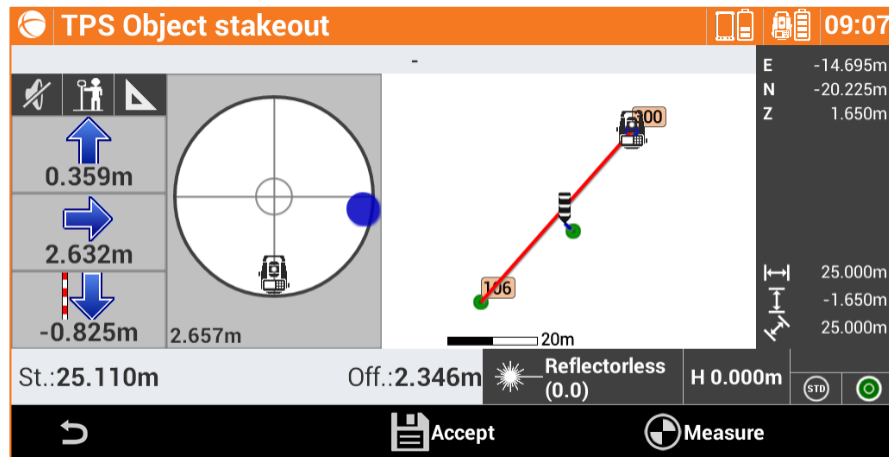 TPS Object stakeout
09:07
-
E -14.695m
N -20.225m
Z 1.650m
0.359m
2.632m
-0.825m
2.657m
106
20m
25.000m
-1.650m
25.000m
St.:25.110m
Off.:2.346m
Reflectorless
(0.0)
H 0.000m
STD
Accept
Measure